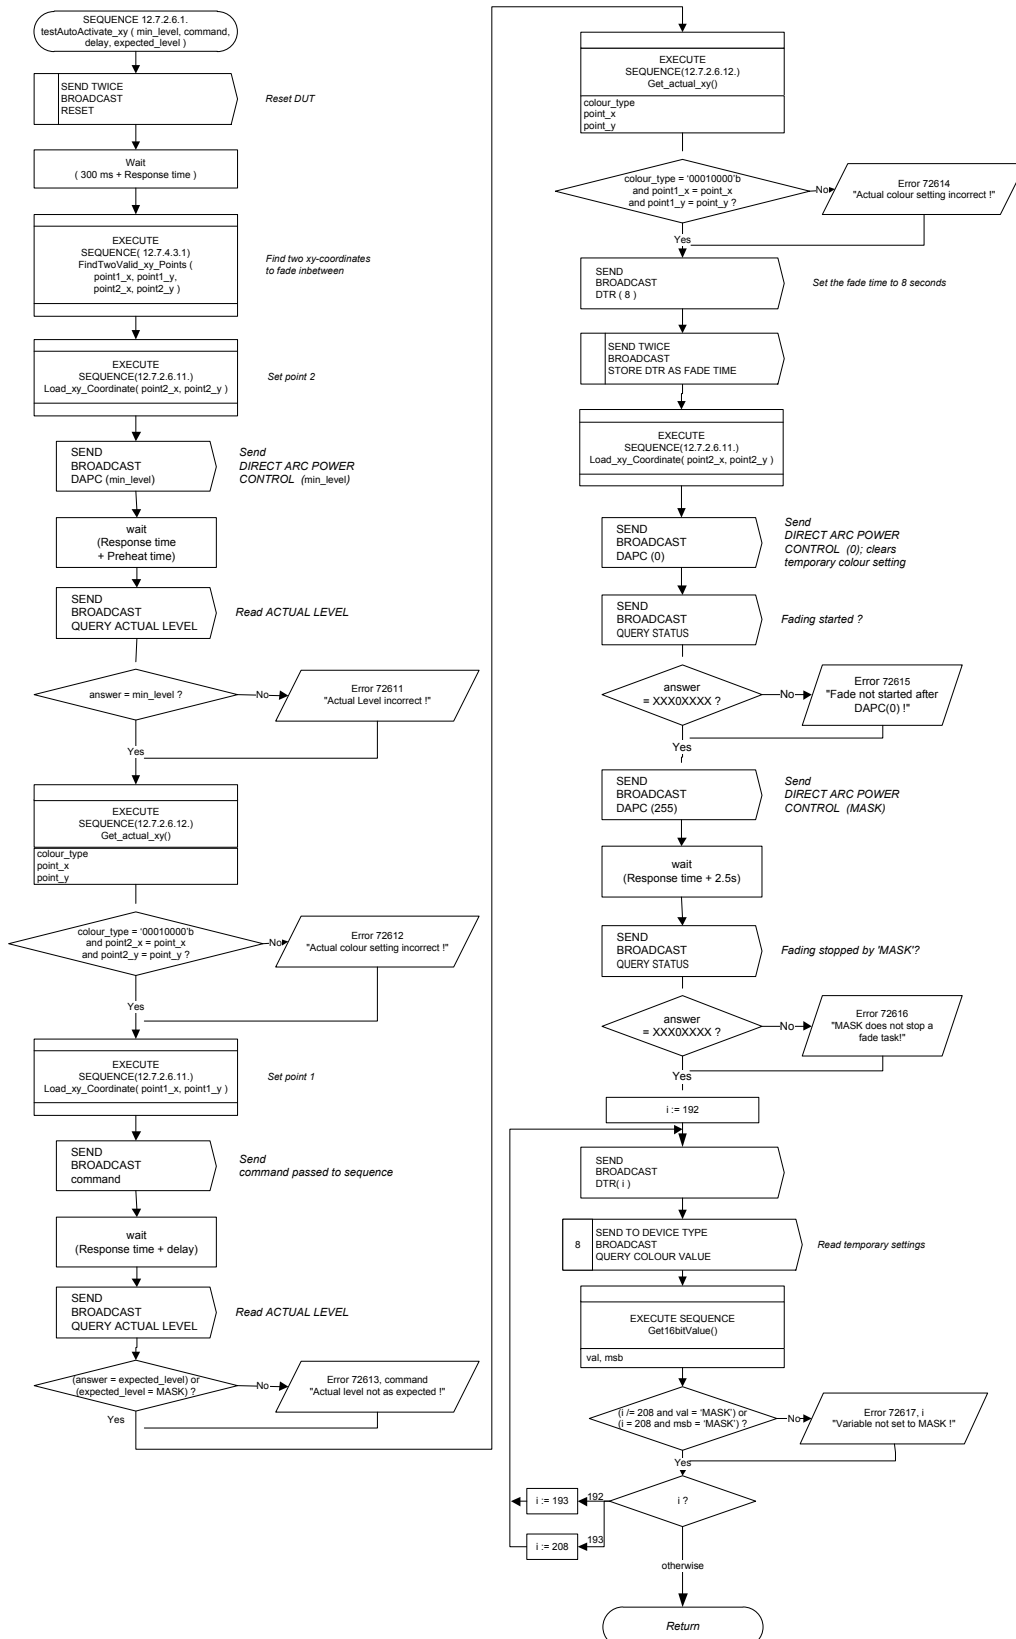 SEQUENCE 12.7.2.6.1.
testAutoActivate_xy ( min_level, command,
delay, expected_level )
SEND TWICE
BROADCAST
RESET
Reset DUT
Wait
( 300 ms + Response time )
EXECUTE
SEQUENCE( 12.7.4.3.1)
FindTwoValid_xy_Points (
point1_x, point1_y,
point2_x, point2_y )
Find two xy-coordinates
to fade inbetween
EXECUTE
SEQUENCE(12.7.2.6.11.)
Load_xy_Coordinate( point2_x, point2_y )
Set point 2
SEND
BROADCAST
DAPC (min_level)
Send
DIRECT ARC POWER
CONTROL (min_level)
wait
(Response time
+ Preheat time)
SEND
BROADCAST
QUERY ACTUAL LEVEL
Read ACTUAL LEVEL
answer = min_level ?
No
Error 72611
"Actual Level incorrect !"
Yes
EXECUTE
SEQUENCE(12.7.2.6.12.)
Get_actual_xy()
colour_type
point_x
point_y
colour_type = '00010000'b
and point2_x = point_x
and point2_y = point_y ?
No
Error 72612
"Actual colour setting incorrect !"
Yes
EXECUTE
SEQUENCE(12.7.2.6.11.)
Load_xy_Coordinate( point1_x, point1_y )
Set point 1
SEND
BROADCAST
command
Send
command passed to sequence
wait
(Response time + delay)
SEND
BROADCAST
QUERY ACTUAL LEVEL
Read ACTUAL LEVEL
(answer = expected_level) or
(expected_level = MASK) ?
No
Error 72613, command
"Actual level not as expected !"
Yes
EXECUTE
SEQUENCE(12.7.2.6.12.)
Get_actual_xy()
colour_type
point_x
point_y
colour_type = '00010000'b
and point1_x = point_x
and point1_y = point_y ?
No
Error 72614
"Actual colour setting incorrect !"
Yes
SEND
BROADCAST
DTR ( 8 )
Set the fade time to 8 seconds
SEND TWICE
BROADCAST
STORE DTR AS FADE TIME
EXECUTE
SEQUENCE(12.7.2.6.11.)
Load_xy_Coordinate( point2_x, point2_y )
SEND
BROADCAST
DAPC (0)
Send
DIRECT ARC POWER
CONTROL (0); clears
temporary colour setting
SEND
BROADCAST
QUERY STATUS
Fading started ?
answer
= XXX0XXXX ?
No
Error 72615
"Fade not started after
DAPC(0) !"
Yes
SEND
BROADCAST
DAPC (255)
Send
DIRECT ARC POWER
CONTROL (MASK)
wait
(Response time + 2.5s)
SEND
BROADCAST
QUERY STATUS
Fading stopped by 'MASK'?
answer
= XXX0XXXX ?
No
Error 72616
"MASK does not stop a
fade task!"
Yes
i := 192
SEND
BROADCAST
DTR( i )
8
SEND TO DEVICE TYPE
BROADCAST
QUERY COLOUR VALUE
Read temporary settings
EXECUTE SEQUENCE
Get16bitValue()
val, msb
(i /= 208 and val = 'MASK') or
(i = 208 and msb = 'MASK') ?
No
Error 72617, i
"Variable not set to MASK !"
Yes
i ?
192
i := 193
193
i := 208
otherwise
Return